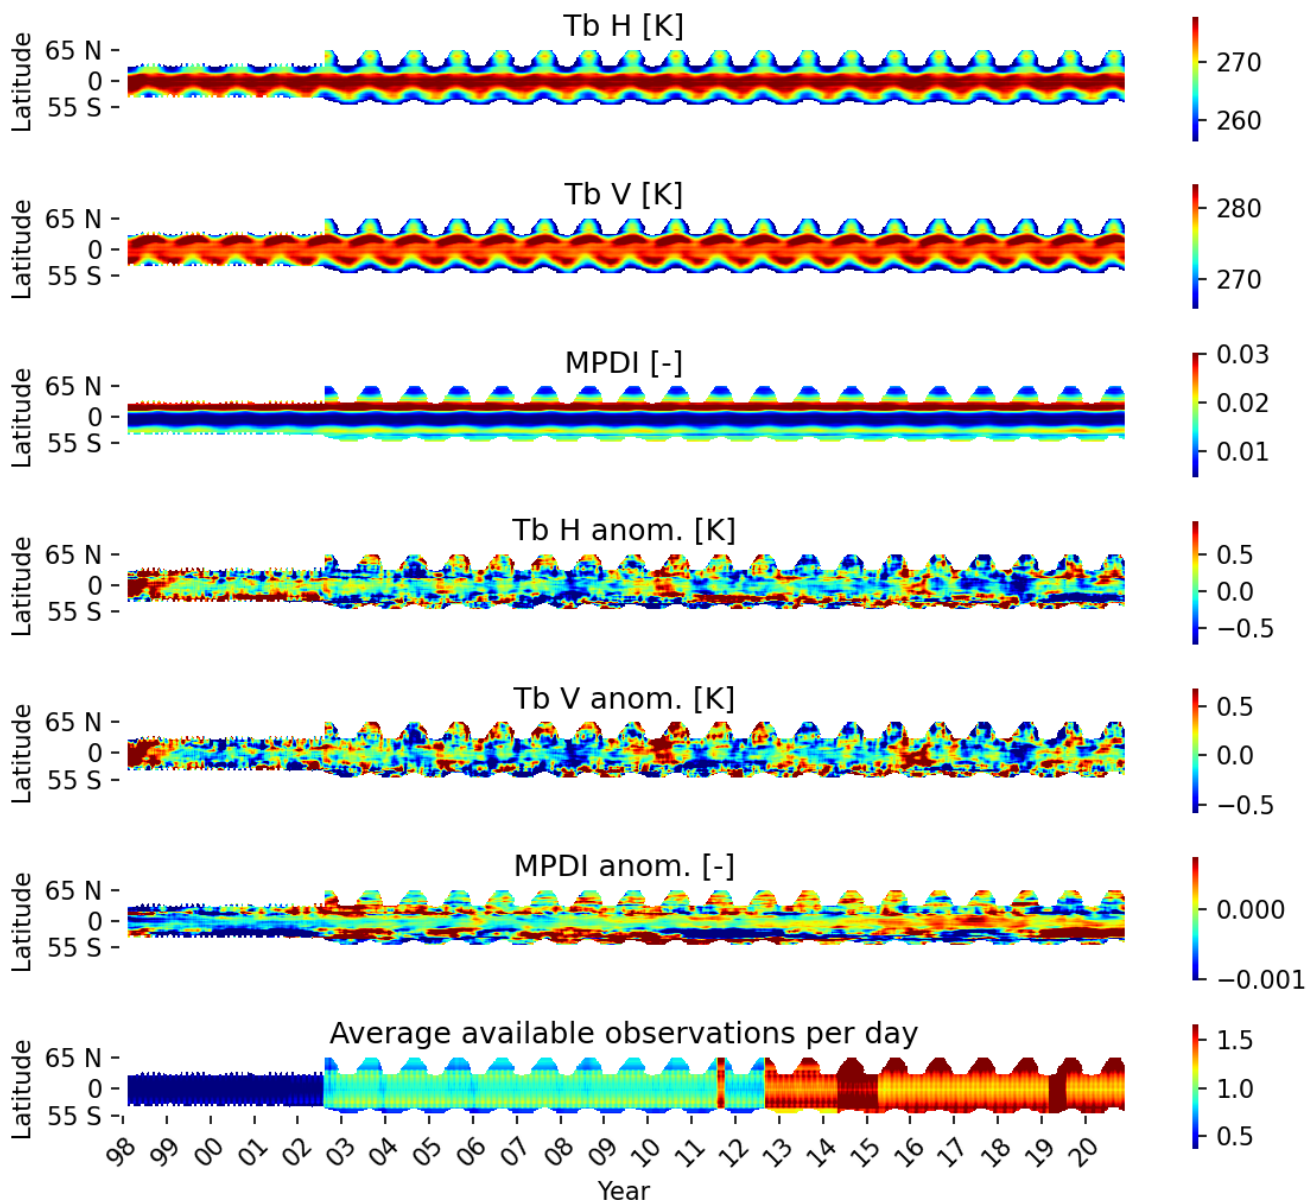 Tb H [K]
Latitude
65 N
0
55 S
270
260
Tb V [K]
Latitude
65 N
0
55 S
280
270
MPDI [-]
Latitude
65 N
0
55 S
0.03
0.02
0.01
Tb H anom. [K]
Latitude
65 N
0
55 S
0.5
0.0
−0.5
Tb V anom. [K]
Latitude
65 N
0
55 S
0.5
0.0
−0.5
MPDI anom. [-]
Latitude
65 N
0
55 S
0.000
−0.001
Average available observations per day
Latitude
65 N
0
55 S
1.5
1.0
0.5
98 99 00 01 02 03 04 05 06 07 08 09 10 11 12 13 14 15 16 17 18 19 20
Year